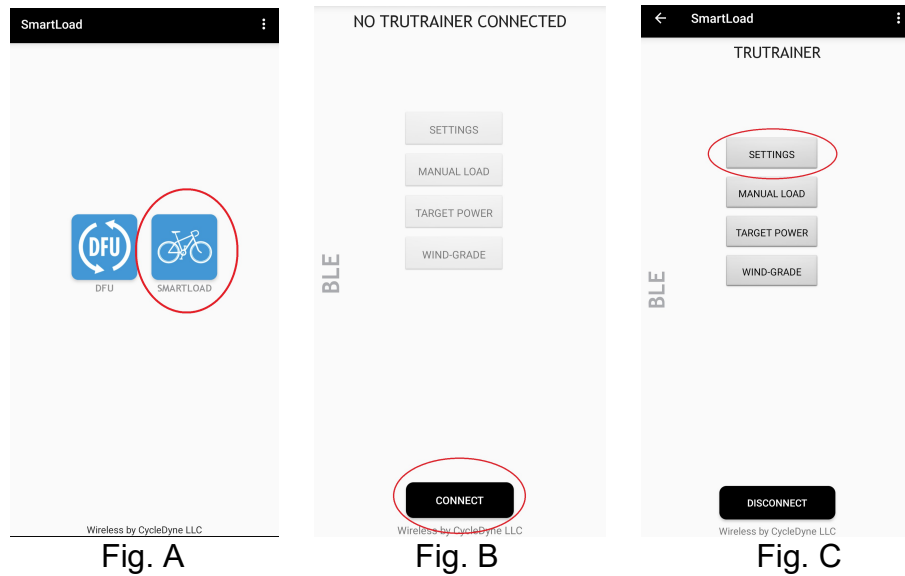 SmartLoad
DFU
DFU
SMARTLOAD
Wireless by CycleDyne LLC
Fig. A
NO TRUTRAINER CONNECTED
SETTINGS
MANUAL LOAD
TARGET POWER
WIND-GRADE
BLE
CONNECT
Wireless by CycleDyne LLC
Fig. B
SmartLoad
TRUTRAINER
SETTINGS
MANUAL LOAD
TARGET POWER
WIND-GRADE
BLE
DISCONNECT
Wireless by CycleDyne LLC
Fig. C